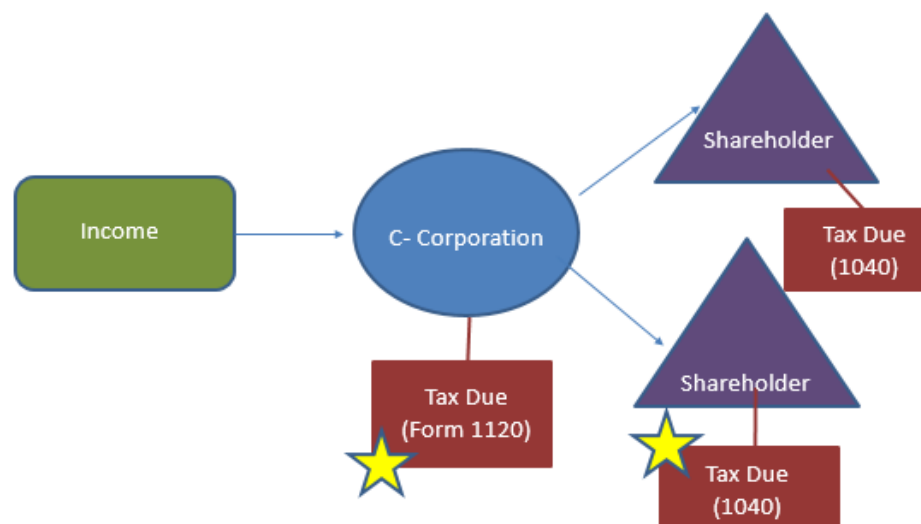 Shareholder
Income
C- Corporation
Tax Due
(1040)
Tax Due
(Form 1120)
Shareholder
Tax Due
(1040)